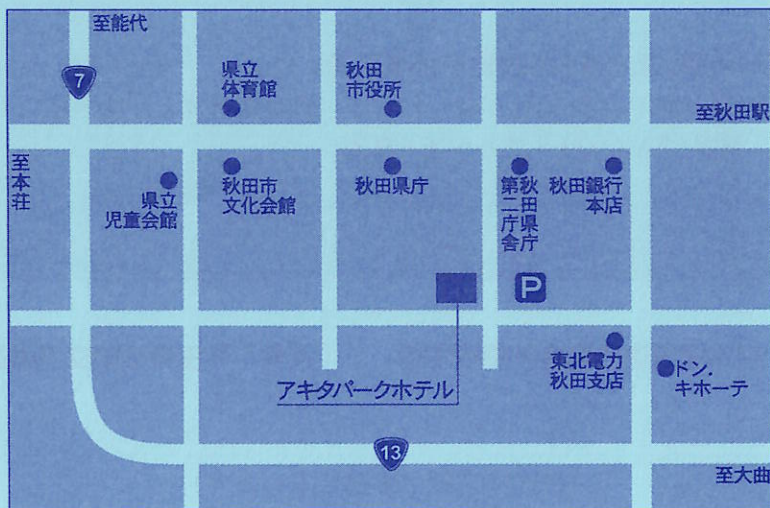 至能代
7
県立
体育館
秋田
市役所
至秋田駅
至本荘
県立
児童会館
秋田市
文化会館
秋田県庁
秋田県庁
第二庁舎
秋田銀行
本店
P
東北電力
秋田支店
ドン.
キホーテ
アキタパークホテル
13
至大曲